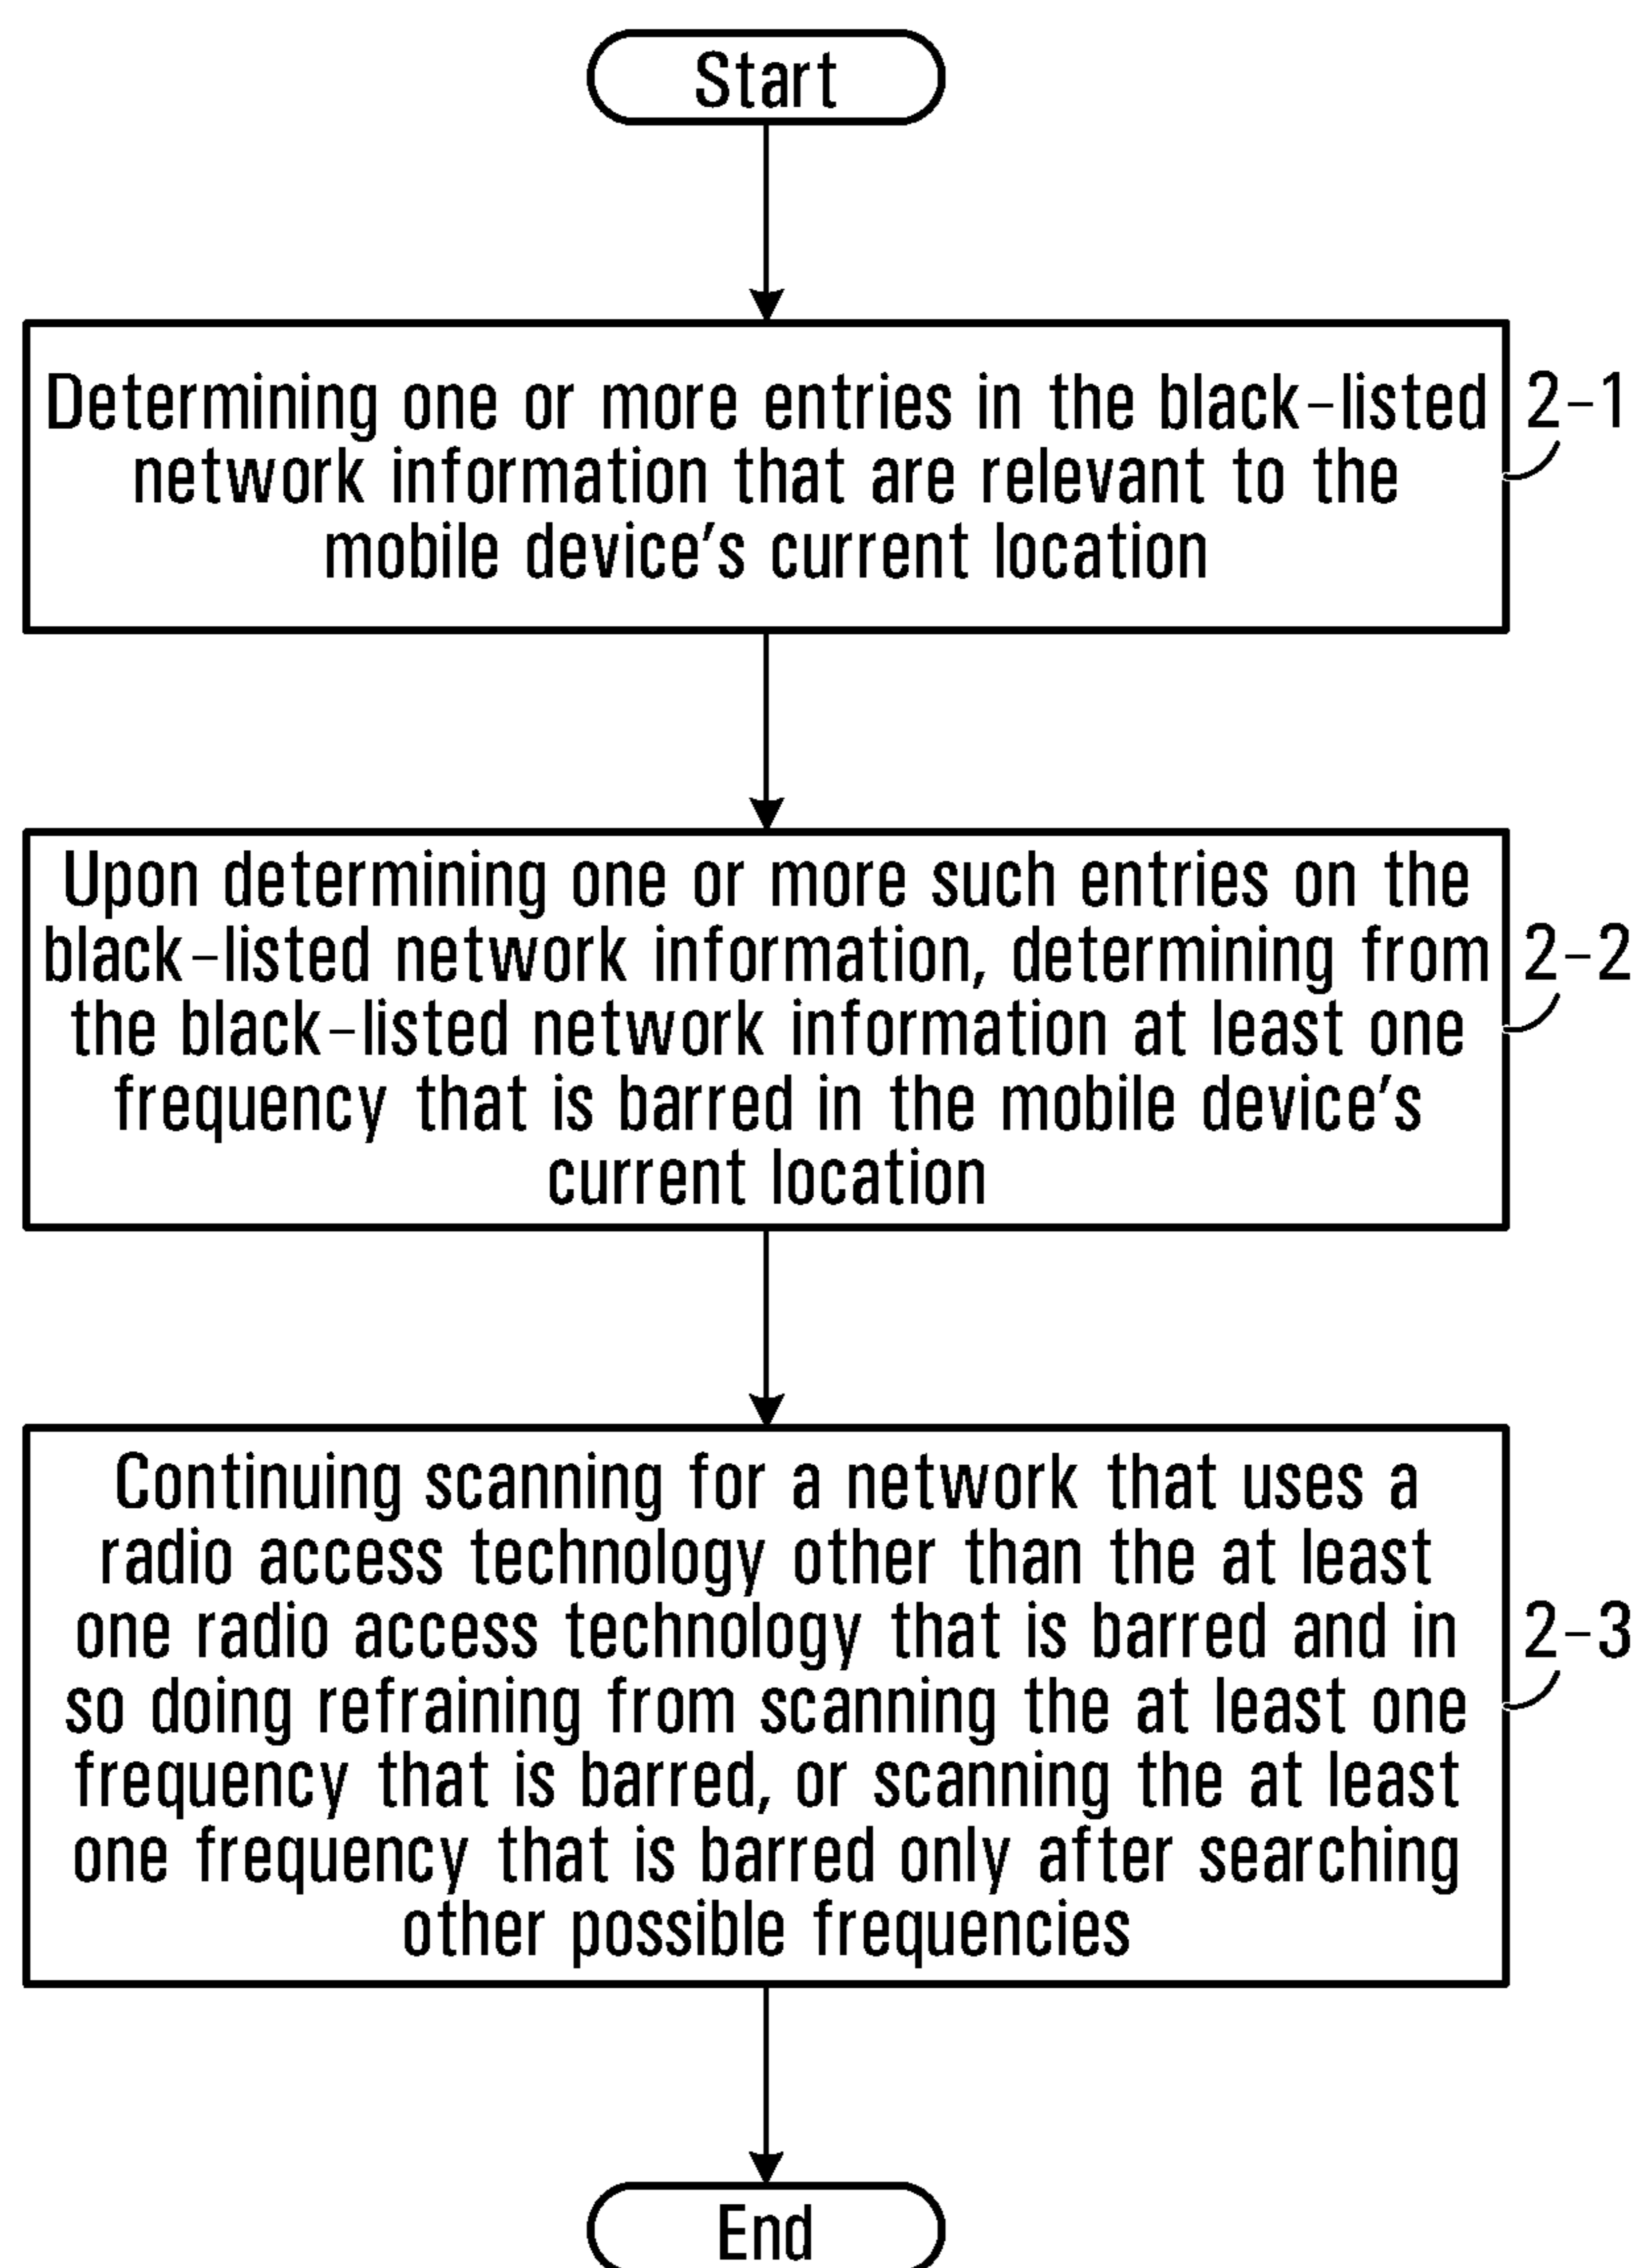 Start
Determining one or more entries in the black-listed
network information that are relevant to the
mobile device's current location
2-1
Upon determining one or more such entries on the
black-listed network information, determining from
the black-listed network information at least one
frequency that is barred in the mobile device's
current location
2-2
Continuing scanning for a network that uses a
radio access technology other than the at least
one radio access technology that is barred and in
so doing refraining from scanning the at least one
frequency that is barred, or scanning the at least
one frequency that is barred only after searching
other possible frequencies
2-3
End